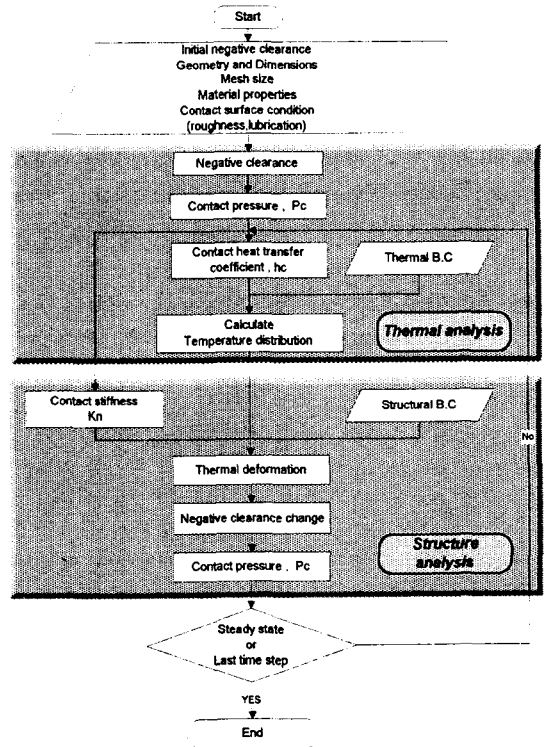 Start
Initial negative clearance
Geometry and Dimensions
Mesh size
Material properties
Contact surface condition
(roughness,lubrication)
Negative clearance
Contact pressure , Pc
Contact heat transfer
coefficient , hc
Thermal B.C
Calculate
Temperature distribution
Thermal analysis
Contact stiffness
Kn
Structural B.C
No
Thermal deformation
Negative clearance change
Contact pressure , Pc
Structure
analysis
Steady state
or
Last time step
YES
End